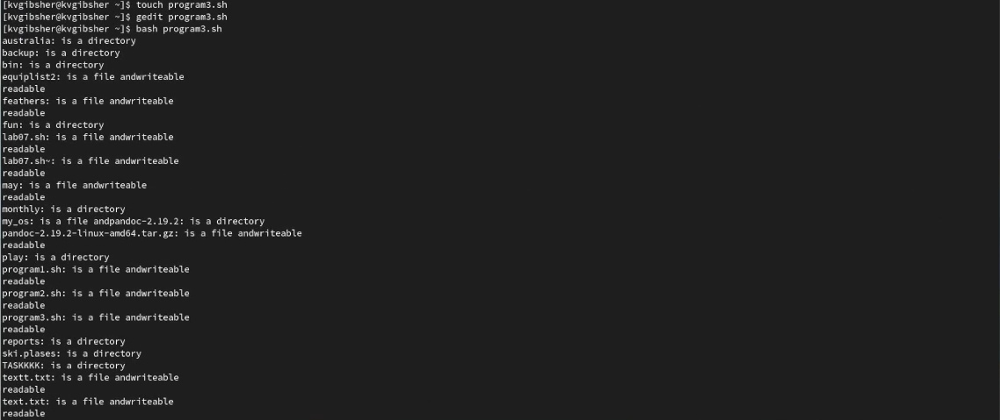 [kvgibsher@kvgibsher ~]$ touch program3.sh
[kvgibsher@kvgibsher ~]$ gedit program3.sh
[kvgibsher@kvgibsher ~]$ bash program3.sh
australia: is a directory
backup: is a directory
bin: is a directory
equiplist2: is a file andwriteable
readable
feathers: is a file andwriteable
readable
fun: is a directory
lab07.sh: is a file andwriteable
readable
lab07.sh~: is a file andwriteable
readable
may: is a file andwriteable
readable
monthly: is a directory
my_os: is a file andpandoc-2.19.2: is a directory
pandoc-2.19.2-linux-amd64.tar.gz: is a file andwriteable
readable
play: is a directory
program1.sh: is a file andwriteable
readable
program2.sh: is a file andwriteable
readable
program3.sh: is a file andwriteable
readable
reports: is a directory
ski.plases: is a directory
TASKKKK: is a directory
textt.txt: is a file andwriteable
readable
text.txt: is a file andwriteable
readable